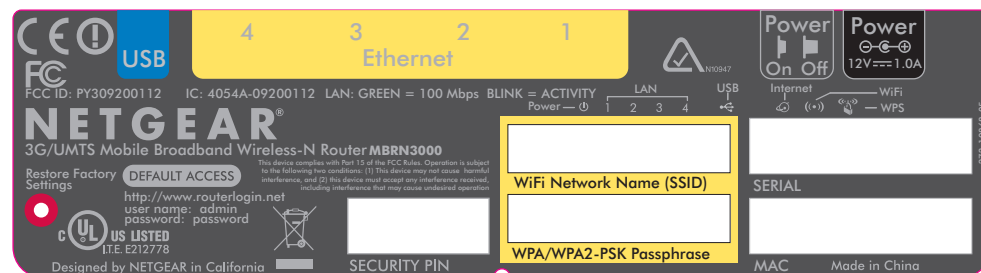 CE
FC
USB
4 3 2 1
Ethernet
N10947
Power
On Off
Power
12V 1.0A
FCC ID: PY309200112 IC: 4054A-09200112 LAN: GREEN = 100 Mbps BLINK = ACTIVITY
Power LAN USB
1 2 3 4
Internet WiFi
WPS
NETGEAR®
3G/UMTS Mobile Broadband Wireless-N Router MBRN3000
This device complies with Part 15 of the FCC Rules. Operation is subject
to the following two conditions: (1) This device may not cause harmful
interference, and (2) this device must accept any interference received,
including interference that may cause undesired operation
Restore Factory
Settings
DEFAULT ACCESS
http://www.routerlogin.net
user name: admin
password: password
C UL US LISTED
I.T.E. E212778
Designed by NETGEAR in California
SECURITY PIN
WiFi Network Name (SSID)
WPA/WPA2-PSK Passphrase
SERIAL
MAC
Made in China